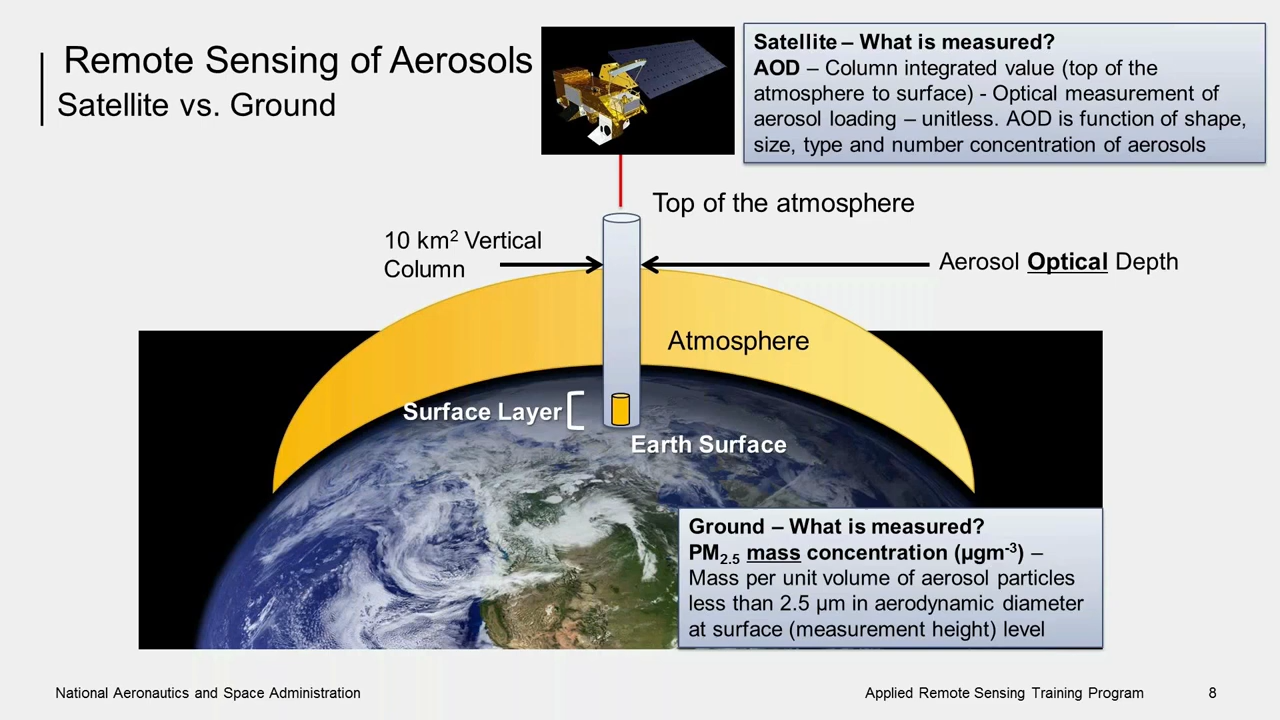 Remote Sensing of Aerosols
Satellite vs. Ground
Satellite – What is measured?
AOD – Column integrated value (top of the
atmosphere to surface) - Optical measurement of
aerosol loading – unitless. AOD is function of shape,
size, type and number concentration of aerosols
Top of the atmosphere
10 km² Vertical
Column
Aerosol Optical Depth
Atmosphere
Surface Layer
Earth Surface
Ground – What is measured?
PM₂.₅ mass concentration (µgm⁻³) –
Mass per unit volume of aerosol particles
less than 2.5 µm in aerodynamic diameter
at surface (measurement height) level
National Aeronautics and Space Administration
Applied Remote Sensing Training Program
8